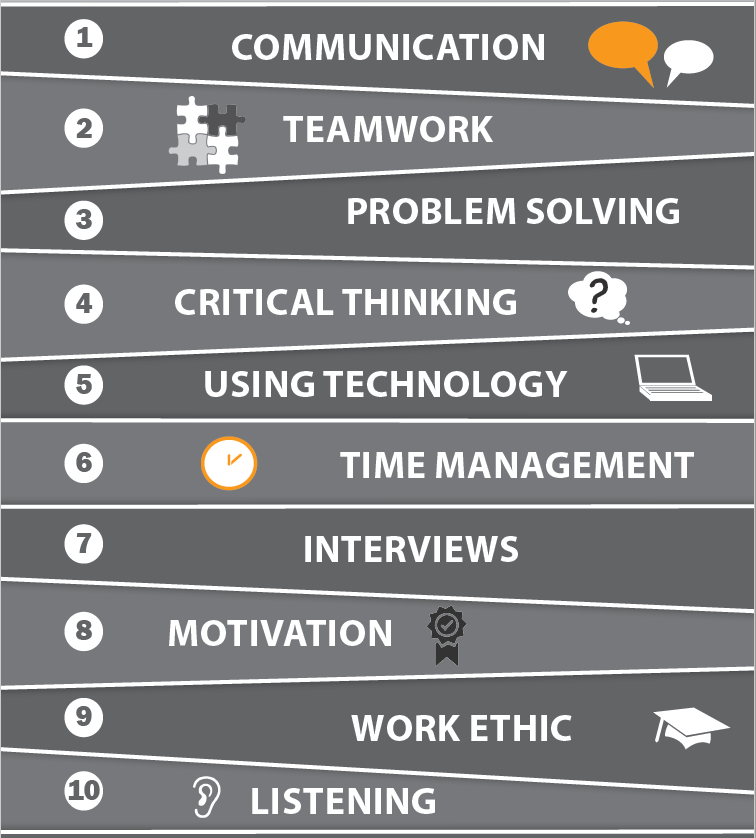 1 COMMUNICATION
2 TEAMWORK
3 PROBLEM SOLVING
4 CRITICAL THINKING ?
5 USING TECHNOLOGY
6 TIME MANAGEMENT
7 INTERVIEWS
8 MOTIVATION
9 WORK ETHIC
10 LISTENING